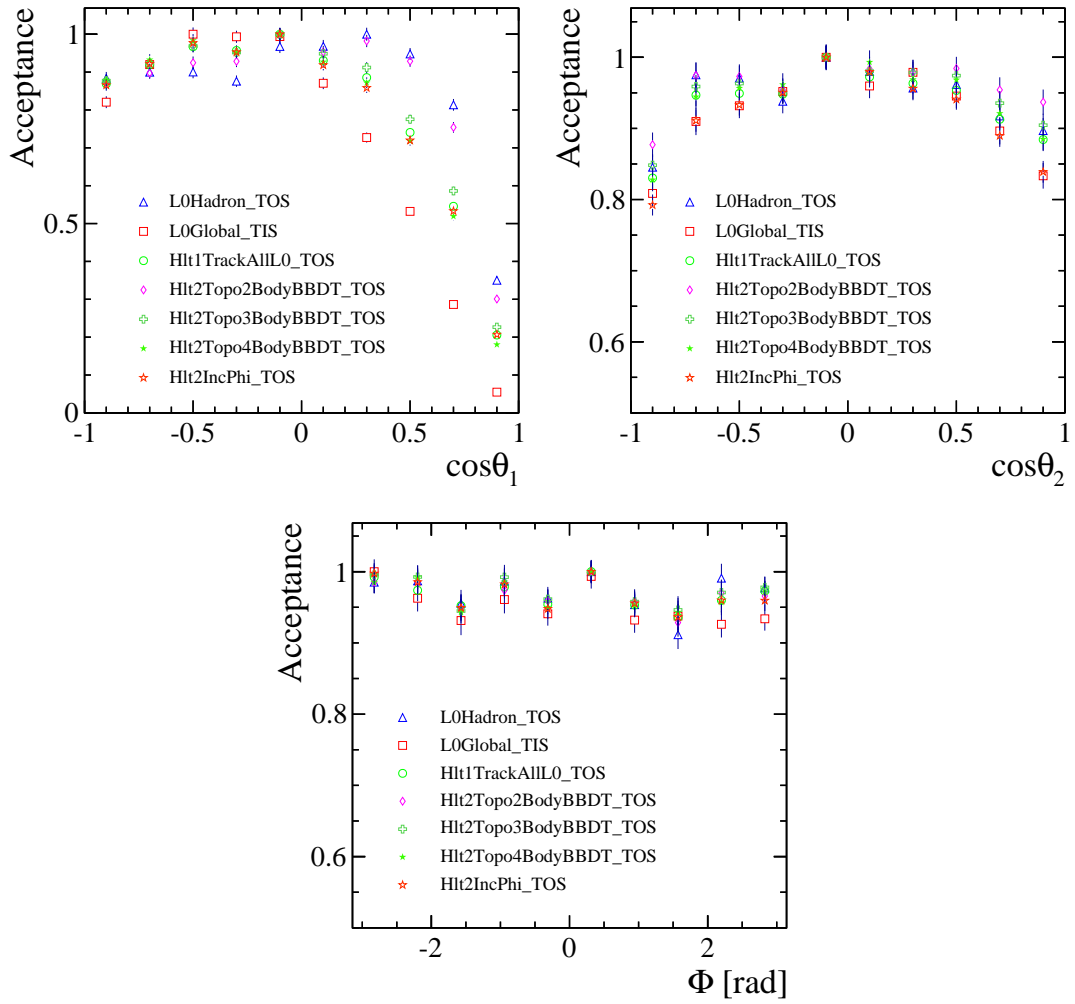 Acceptance
1
0.5
0
L0Hadron_TOS
L0Global_TIS
Hlt1TrackAllL0_TOS
Hlt2Topo2BodyBBDT_TOS
Hlt2Topo3BodyBBDT_TOS
Hlt2Topo4BodyBBDT_TOS
Hlt2IncPhi_TOS
-1 -0.5 0 0.5 1
cosθ1
Acceptance
1
0.8
0.6
L0Hadron_TOS
L0Global_TIS
Hlt1TrackAllL0_TOS
Hlt2Topo2BodyBBDT_TOS
Hlt2Topo3BodyBBDT_TOS
Hlt2Topo4BodyBBDT_TOS
Hlt2IncPhi_TOS
-1 -0.5 0 0.5 1
cosθ2
Acceptance
1
0.8
0.6
L0Hadron_TOS
L0Global_TIS
Hlt1TrackAllL0_TOS
Hlt2Topo2BodyBBDT_TOS
Hlt2Topo3BodyBBDT_TOS
Hlt2Topo4BodyBBDT_TOS
Hlt2IncPhi_TOS
-2 0 2
Φ [rad]